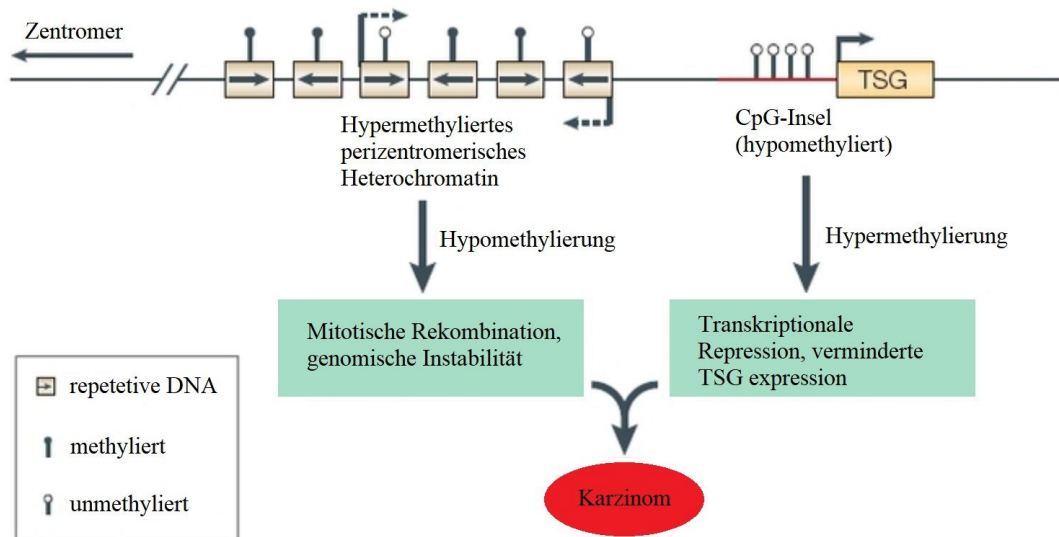 Zentromer
TSG
Hypermethyliertes
perizentromerisches
Heterochromatin
CpG-Insel
(hypomethyliert)
Hypomethylierung
Hypermethylierung
Mitotische Rekombination,
genomische Instabilität
Transkriptionale
Repression, verminderte
TSG expression
repetetive DNA
methyliert
unmethyliert
Karzinom